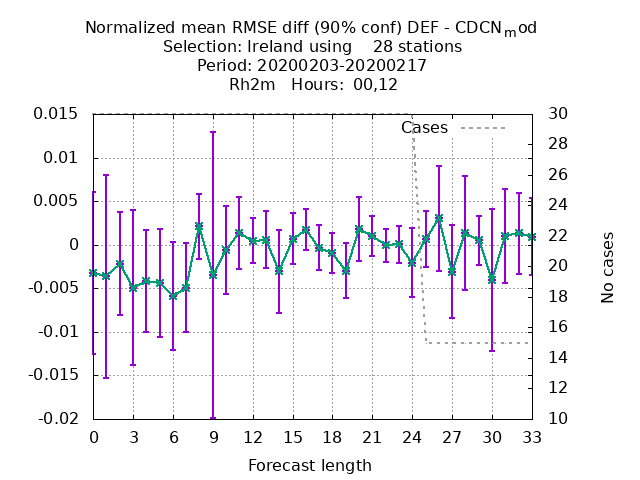 Normalized mean RMSE diff (90% conf) DEF - CDCNmod
Selection: Ireland using 28 stations
Period: 20200203-20200217
Rh2m Hours: 00,12
Cases
0.015
0.01
0.005
0
-0.005
-0.01
-0.015
-0.02
30
28
26
24
22
20
18
16
14
12
10
No cases
0 3 6 9 12 15 18 21 24 27 30 33
Forecast length